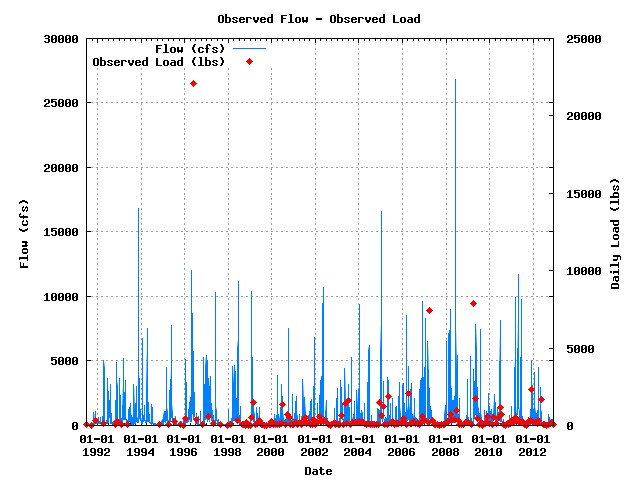 Observed Flow - Observed Load
30000 25000
Flow (cfs)
Observed Load (lbs)
25000
20000
20000
15000
15000
10000
10000
5000
5000
0 0
Flow (cfs)
Daily Load (lbs)
01-01 01-01 01-01 01-01 01-01 01-01 01-01 01-01 01-01 01-01 01-01
1992 1994 1996 1998 2000 2002 2004 2006 2008 2010 2012
Date